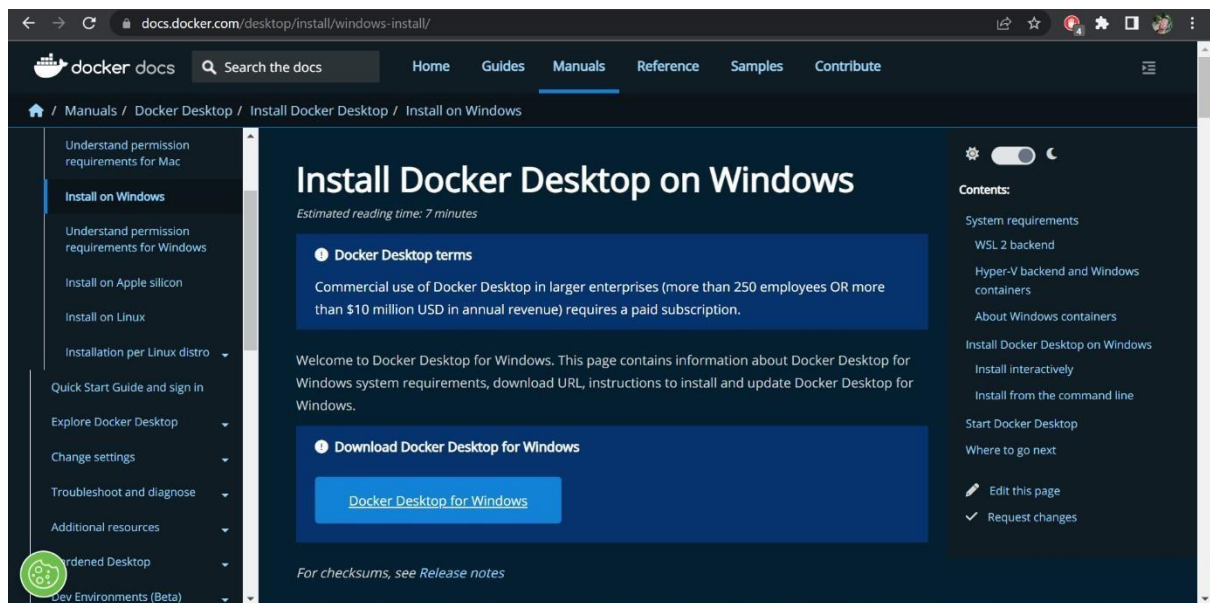 docs.docker.com/desktop/install/windows-install/
4
docker docs
Search the docs
Home
Guides
Manuals
Reference
Samples
Contribute
/ Manuals / Docker Desktop / Install Docker Desktop / Install on Windows
Understand permission
requirements for Mac
Install on Windows
Understand permission
requirements for Windows
Install on Apple silicon
Install on Linux
Installation per Linux distro
Quick Start Guide and sign in
Explore Docker Desktop
Change settings
Troubleshoot and diagnose
Additional resources
Desktop
Dev Environments (Beta)
Install Docker Desktop on Windows
Estimated reading time: 7 minutes
Docker Desktop terms
Commercial use of Docker Desktop in larger enterprises (more than 250 employees OR more
than $10 million USD in annual revenue) requires a paid subscription.
Welcome to Docker Desktop for Windows. This page contains information about Docker Desktop for
Windows system requirements, download URL, instructions to install and update Docker Desktop for
Windows.
Download Docker Desktop for Windows
Docker Desktop for Windows
For checksums, see Release notes
Contents:
System requirements
WSL 2 backend
Hyper-V backend and Windows
containers
About Windows containers
Install Docker Desktop on Windows
Install interactively
Install from the command line
Start Docker Desktop
Where to go next
Edit this page
Request changes